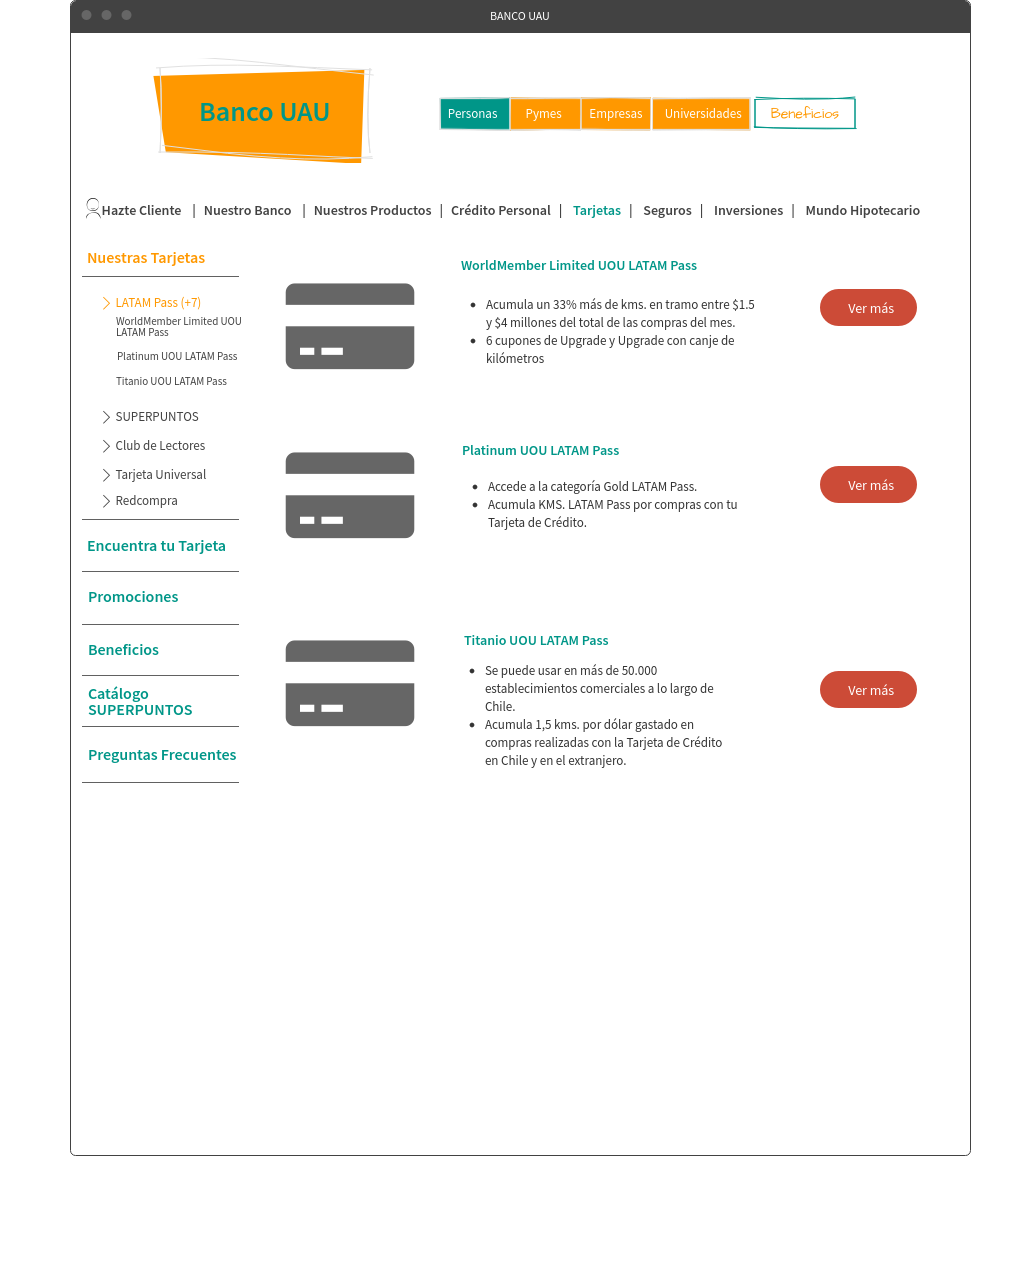 BANCO UAU
Banco UAU
Personas Pymes Empresas Universidades Beneficios
Hazte Cliente | Nuestro Banco | Nuestros Productos | Crédito Personal | Tarjetas | Seguros | Inversiones | Mundo Hipotecario
Nuestras Tarjetas
LATAM Pass (+7)
WorldMember Limited UOU
LATAM Pass
Platinum UOU LATAM Pass
Titanio UOU LATAM Pass
SUPERPUNTOS
Club de Lectores
Tarjeta Universal
Redcompra
Encuentra tu Tarjeta
Promociones
Beneficios
Catálogo
SUPERPUNTOS
Preguntas Frecuentes
WorldMember Limited UOU LATAM Pass
• Acumula un 33% más de kms. en tramo entre $1.5
y $4 millones del total de las compras del mes.
• 6 cupones de Upgrade y Upgrade con canje de
kilómetros
Ver más
Platinum UOU LATAM Pass
• Accede a la categoría Gold LATAM Pass.
• Acumula KMS. LATAM Pass por compras con tu
Tarjeta de Crédito.
Ver más
Titanio UOU LATAM Pass
• Se puede usar en más de 50.000
establecimientos comerciales a lo largo de
Chile.
• Acumula 1,5 kms. por dólar gastado en
compras realizadas con la Tarjeta de Crédito
en Chile y en el extranjero.
Ver más